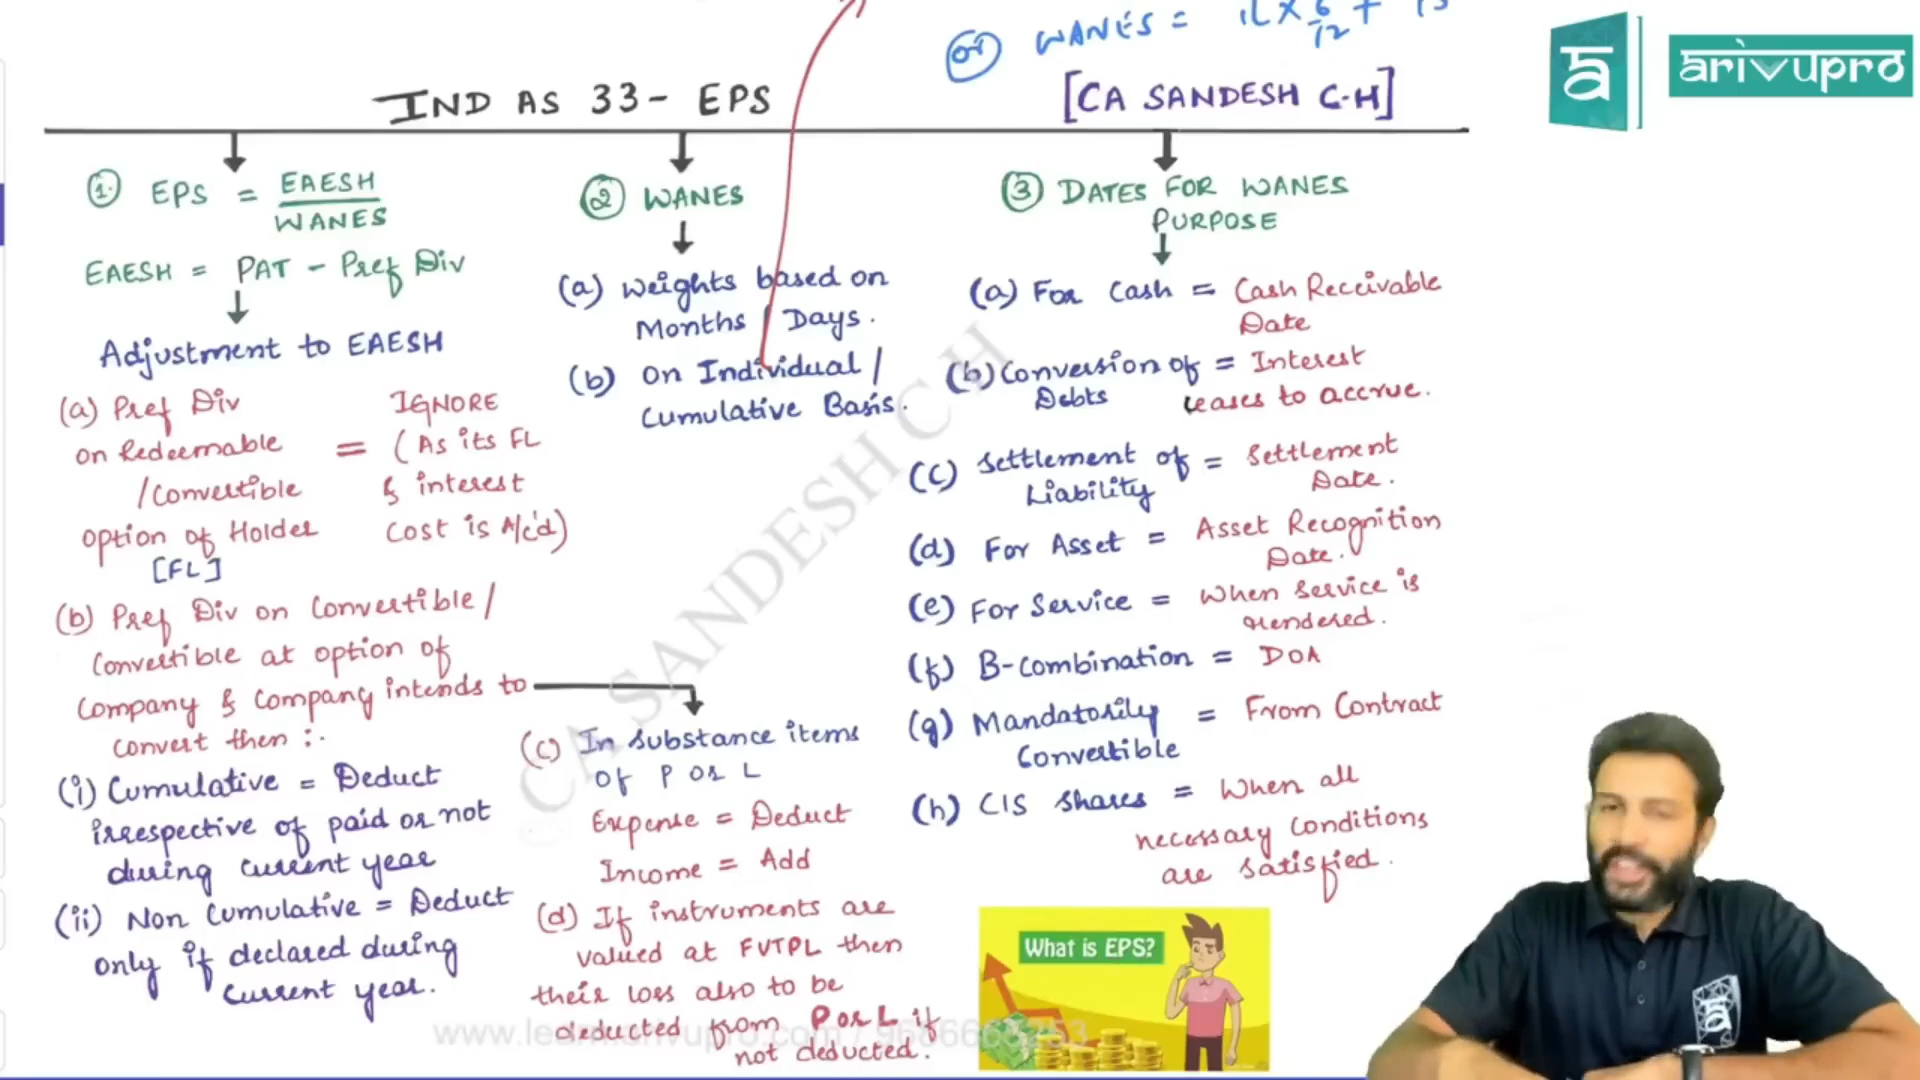 (or) WANES = 12 × 6/12 +
IND AS 33 - EPS
[CA SANDESH C.H]
arivupro
① EPS = EAESH
WANES
EAESH = PAT - Pref Div
Adjustment to EAESH
(a) Pref Div
on Redeemable
/Convertible
option of Holder
[FL]
= IGNORE
(As its FL
& interest
Cost is A/c'd)
(b) Pref Div on Convertible /
Convertible at option of
Company & Company intends to
convert then :-
(i) Cumulative = Deduct
irrespective of paid or not
during current year
(ii) Non Cumulative = Deduct
only if declared during
current year.
② WANES
(a) Weights based on
Months / Days.
(b) On Individual /
Cumulative Basis.
(c) In substance items
of P or L
Expense = Deduct
Income = Add
(d) If instruments are
valued at FVTPL then
their loss also to be
deducted from P or L if
not deducted.
③ DATES FOR WANES
PURPOSE
(a) For Cash = Cash Receivable
Date
(b) Conversion of = Interest
Debts ceases to accrue.
(c) Settlement of = Settlement
Liability Date.
(d) For Asset = Asset Recognition
Date.
(e) For Service = When service is
rendered.
(f) B-Combination = DOA
(g) Mandatorily = From Contract
Convertible
(h) CIS Shares = When all
necessary conditions
are satisfied.
What is EPS?
CA SANDESH C H